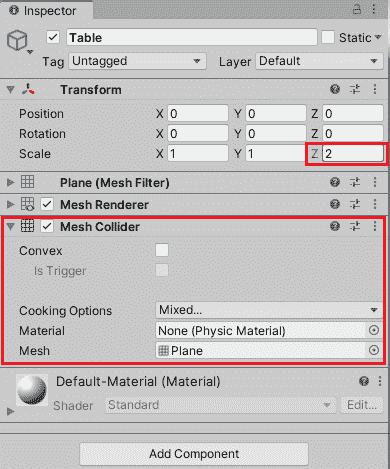 Inspector
Table Static
Tag Untagged Layer Default
Transform
Position X 0 Y 0 Z 0
Rotation X 0 Y 0 Z 0
Scale X 1 Y 1 Z 2
Plane (Mesh Filter)
Mesh Renderer
Mesh Collider
Convex
Is Trigger
Cooking Options Mixed...
Material None (Physic Material)
Mesh Plane
Default-Material (Material)
Shader Standard Edit...
Add Component